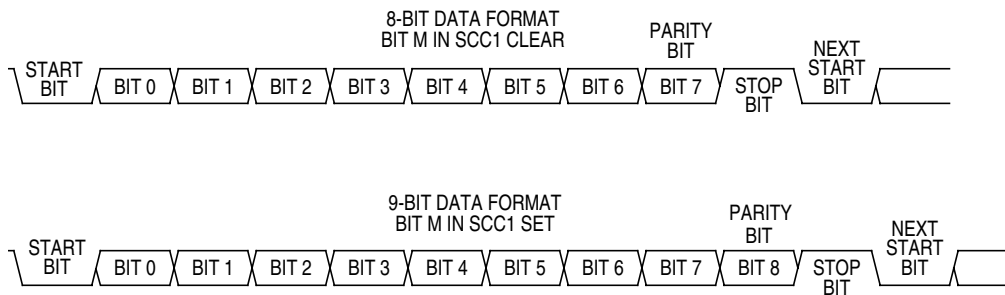 8-BIT DATA FORMAT
BIT M IN SCC1 CLEAR
PARITY
BIT
START
BIT
BIT 0
BIT 1
BIT 2
BIT 3
BIT 4
BIT 5
BIT 6
BIT 7
STOP
BIT
NEXT
START
BIT
9-BIT DATA FORMAT
BIT M IN SCC1 SET
PARITY
BIT
START
BIT
BIT 0
BIT 1
BIT 2
BIT 3
BIT 4
BIT 5
BIT 6
BIT 7
BIT 8
STOP
BIT
NEXT
START
BIT